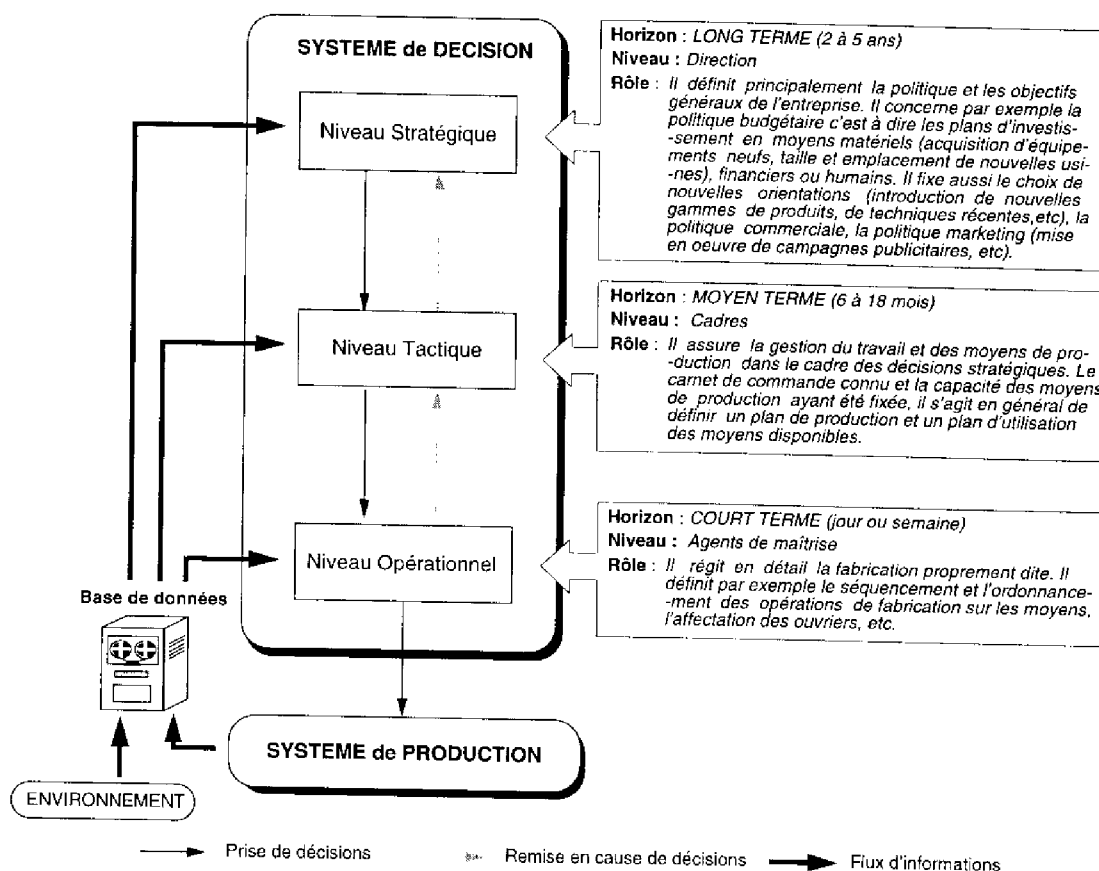 SYSTEME de DECISION
Niveau Stratégique
Niveau Tactique
Niveau Opérationnel
Horizon : LONG TERME (2 à 5 ans)
Niveau : Direction
Rôle : Il définit principalement la politique et les objectifs
généraux de l'entreprise. Il concerne par exemple la
politique budgétaire c'est à dire les plans d'investis-
-sement en moyens matériels (acquisition d'équipe-
ments neufs, taille et emplacement de nouvelles usi-
-nes), financiers ou humains. Il fixe aussi le choix de
nouvelles orientations (introduction de nouvelles
gammes de produits, de techniques récentes,etc), la
politique commerciale, la politique marketing (mise
en oeuvre de campagnes publicitaires, etc).
Horizon : MOYEN TERME (6 à 18 mois)
Niveau : Cadres
Rôle : Il assure la gestion du travail et des moyens de pro-
-duction dans le cadre des décisions stratégiques. Le
carnet de commande connu et la capacité des moyens
de production ayant été fixée, il s'agit en général de
définir un plan de production et un plan d'utilisation
des moyens disponibles.
Horizon : COURT TERME (jour ou semaine)
Niveau : Agents de maîtrise
Rôle : Il régit en détail la fabrication proprement dite. Il
définit par exemple le séquencement et l'ordonnance-
-ment des opérations de fabrication sur les moyens,
l'affectation des ouvriers, etc.
Base de données
SYSTEME de PRODUCTION
ENVIRONNEMENT
Prise de décisions
Remise en cause de décisions
Flux d'informations